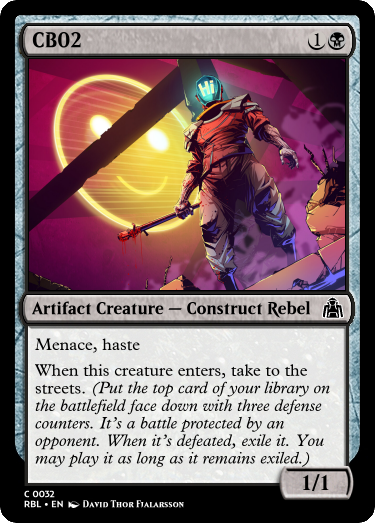 CBO2
1
Hi
Artifact Creature — Construct Rebel
Menace, haste
When this creature enters, take to the
streets. (Put the top card of your library on
the battlefield face down with three defense
counters. It's a battle protected by an
opponent. When it's defeated, exile it. You
may play it as long as it remains exiled.)
1/1
C 0032
RBL • EN David Thor Fjalarsson